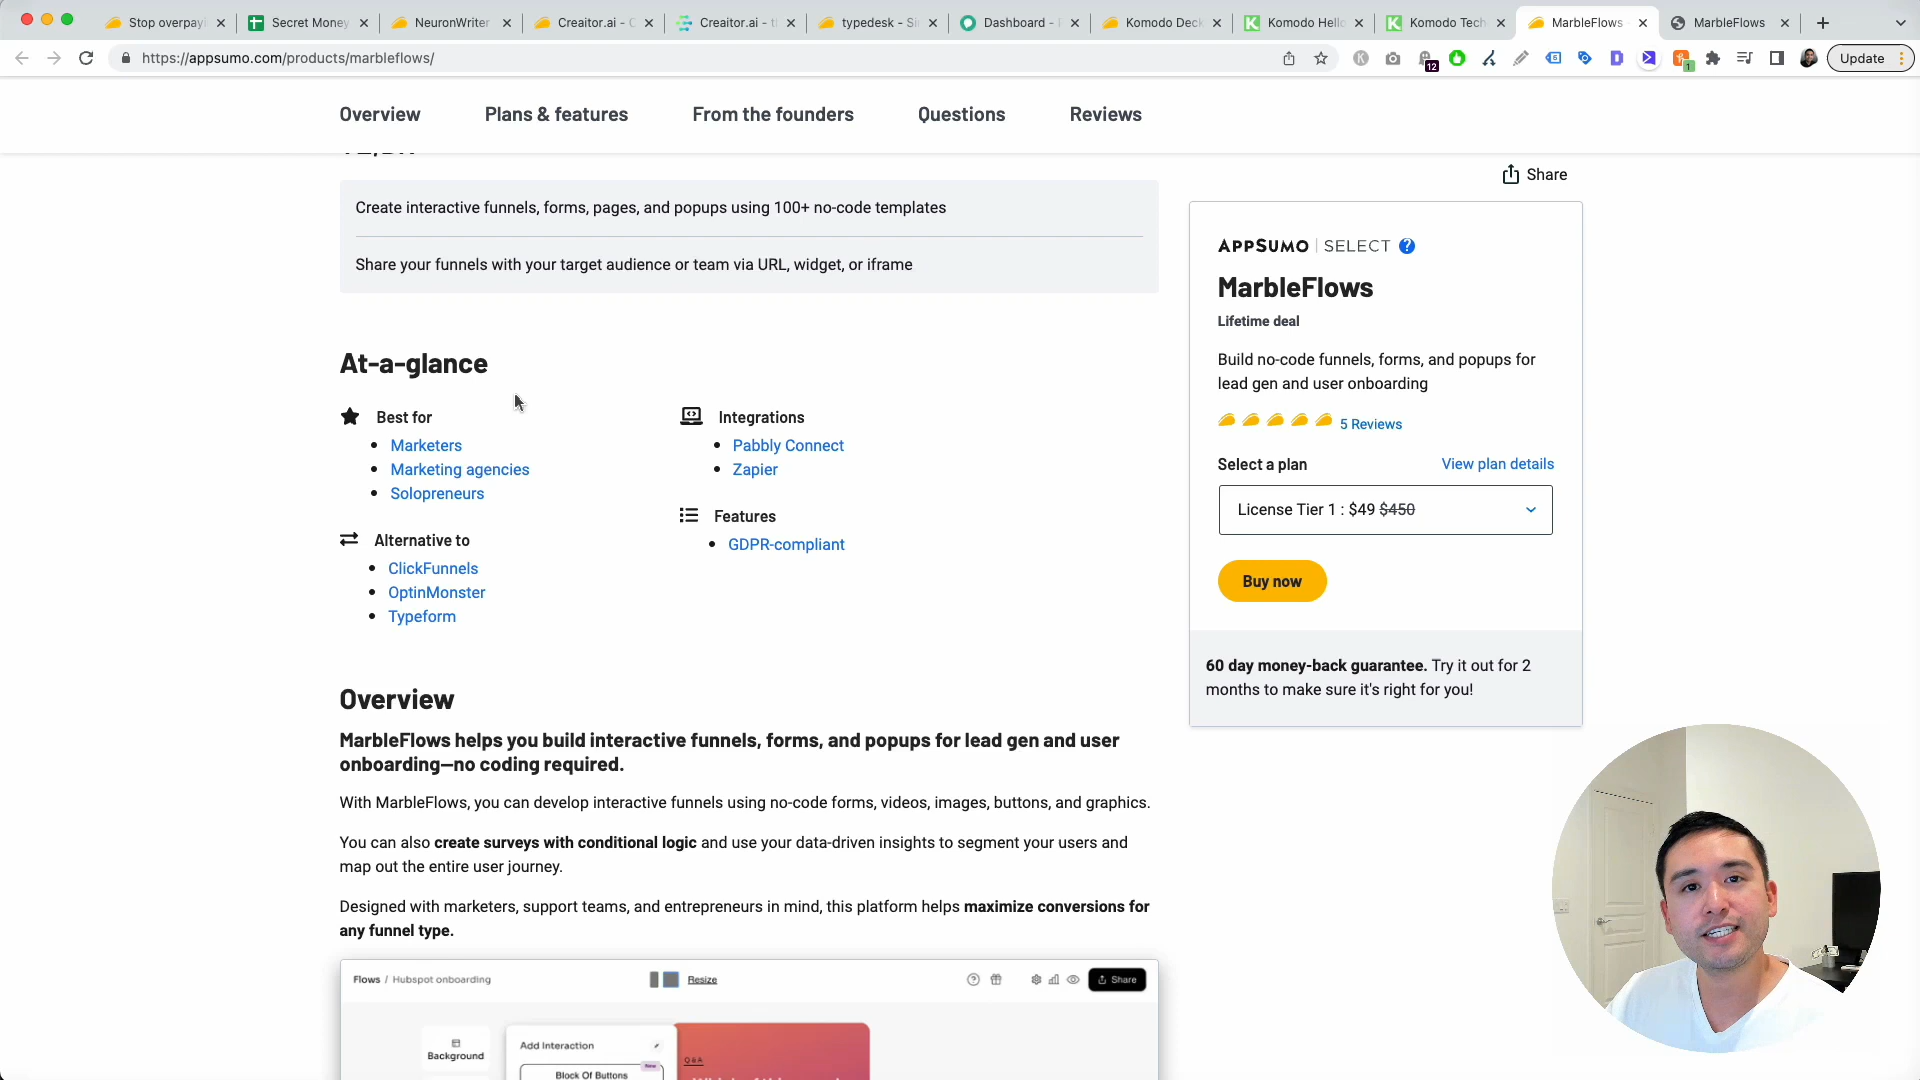 Stop overpay
Secret Money
NeuronWriter
Creaitor.ai - C
Creaitor.ai - t
typedesk - Si
Dashboard -
Komodo Deck
Komodo Hello
Komodo Tech
MarbleFlows
MarbleFlows
https://appsumo.com/products/marbleflows/
12
1
Update
Overview
Plans & features
From the founders
Questions
Reviews
Share
Create interactive funnels, forms, pages, and popups using 100+ no-code templates
Share your funnels with your target audience or team via URL, widget, or iframe
At-a-glance
Best for
Marketers
Marketing agencies
Solopreneurs
Alternative to
ClickFunnels
OptinMonster
Typeform
Integrations
Pabbly Connect
Zapier
Features
GDPR-compliant
APPSUMO | SELECT ?
MarbleFlows
Lifetime deal
Build no-code funnels, forms, and popups for
lead gen and user onboarding
5 Reviews
Select a plan
View plan details
License Tier 1 : $49 $450
Buy now
60 day money-back guarantee. Try it out for 2
months to make sure it's right for you!
Overview
MarbleFlows helps you build interactive funnels, forms, and popups for lead gen and user
onboarding—no coding required.
With MarbleFlows, you can develop interactive funnels using no-code forms, videos, images, buttons, and graphics.
You can also create surveys with conditional logic and use your data-driven insights to segment your users and
map out the entire user journey.
Designed with marketers, support teams, and entrepreneurs in mind, this platform helps maximize conversions for
any funnel type.
Flows / Hubspot onboarding
Resize
Share
Background
Add Interaction
New
Block Of Buttons
Q&A